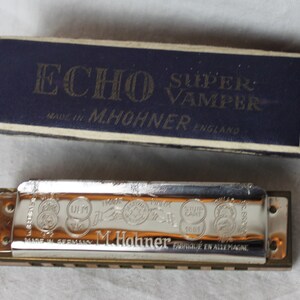 ECHO SUPER
VAMPER
MADE IN M.HOHNER ENGLAND
MADE IN GERMANY M.Hohner FABRIQUÉ EN ALLEMAGNE